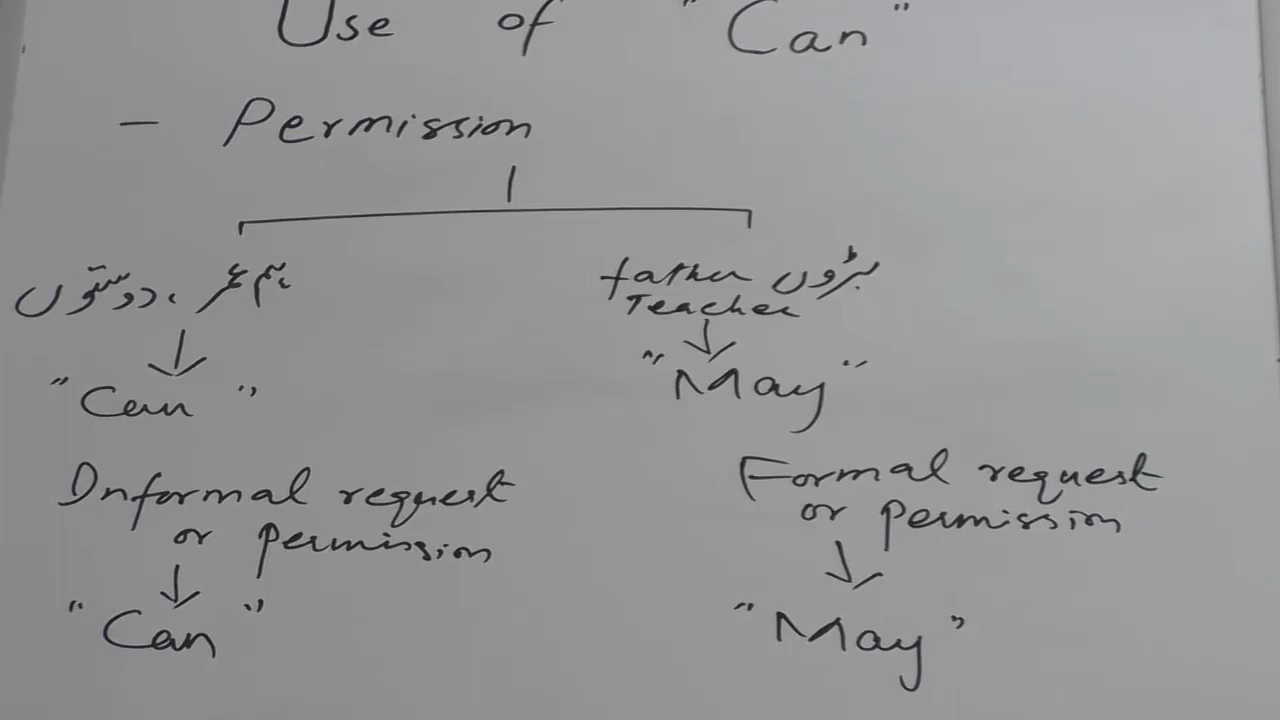 Use of "Can"
- Permission
ہم عمر، دوستوں
father بڑوں
Teacher
"Can"
"May"
Informal request
or permission
"Can"
Formal request
or permission
"May"